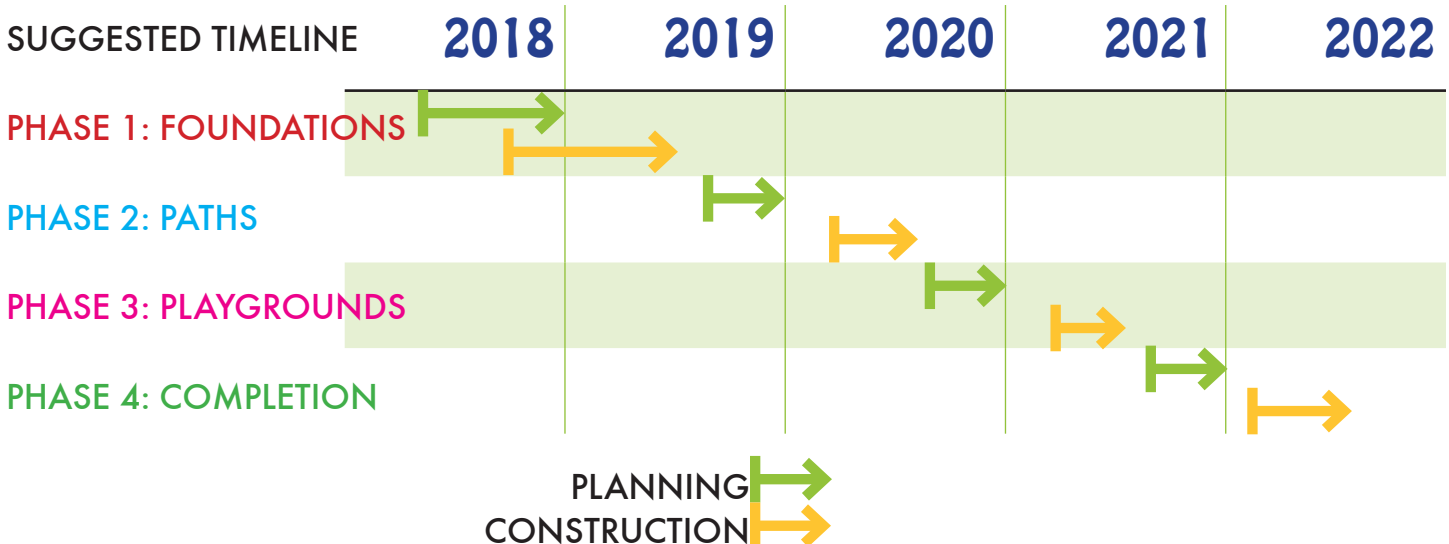 SUGGESTED TIMELINE 2018 2019 2020 2021 2022
PHASE 1: FOUNDATIONS
PHASE 2: PATHS
PHASE 3: PLAYGROUNDS
PHASE 4: COMPLETION
PLANNING
CONSTRUCTION